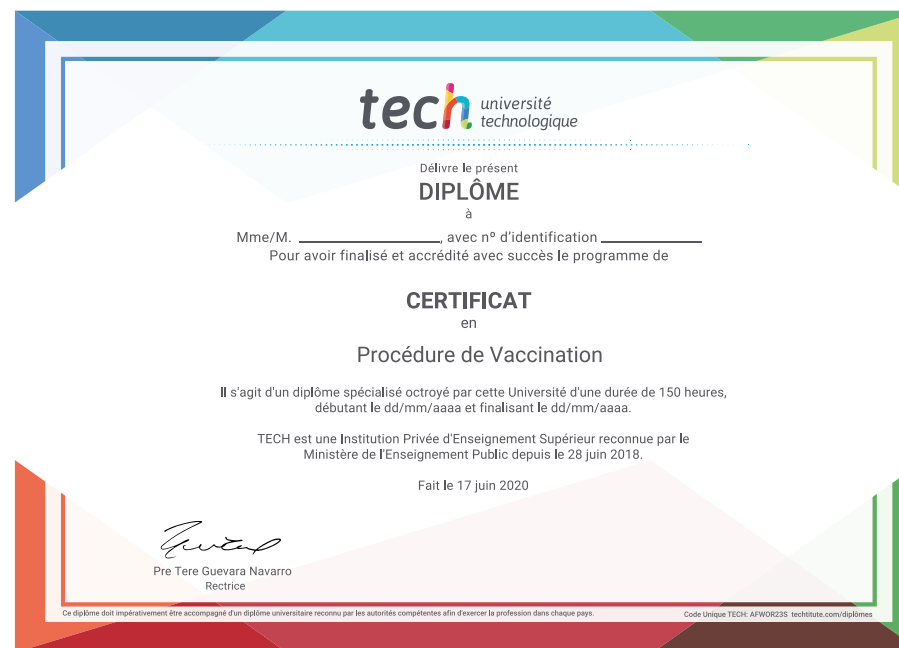 tech université
technologique
Délivre le présent
DIPLÔME
à
Mme/M. ____________, avec nº d'identification ____________
Pour avoir finalisé et accrédité avec succès le programme de
CERTIFICAT
en
Procédure de Vaccination
Il s'agit d'un diplôme spécialisé octroyé par cette Université d'une durée de 150 heures,
débutant le dd/mm/aaaa et finalisant le dd/mm/aaaa.
TECH est une Institution Privée d'Enseignement Supérieur reconnue par le
Ministère de l'Enseignement Public depuis le 28 juin 2018.
Fait le 17 juin 2020
Pre Tere Guevara Navarro
Rectrice
Ce diplôme doit impérativement être accompagné d'un diplôme universitaire reconnu par les autorités compétentes afin d'exercer la profession dans chaque pays.
Code Unique TECH: AFWOR23S techtitute.com/diplômes